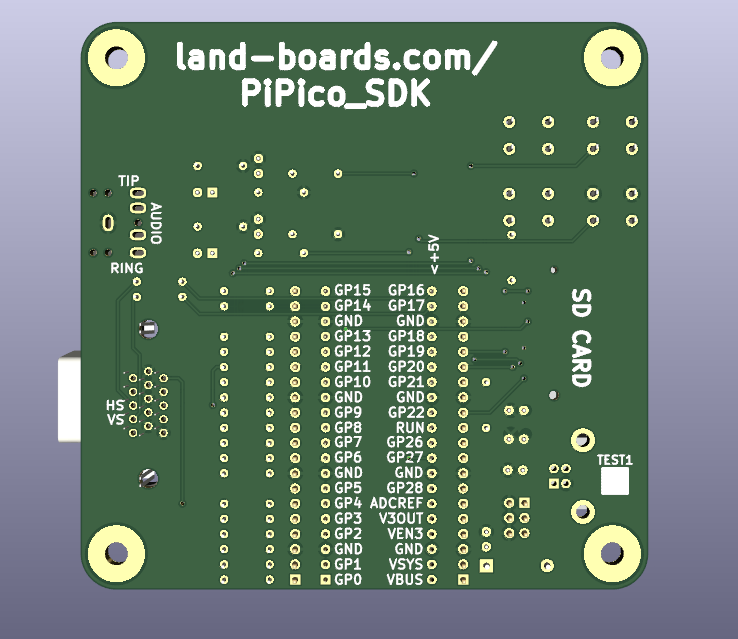 land-boards.com/
PiPico_SDK
TIP
AUDIO
RING
<+5V
GP15 GP16
GP14 GP17
GND GND
GP13 GP18
GP12 GP19
GP11 GP20
GP10 GP21
GND GND
GP9 GP22
GP8 RUN
GP7 GP26
GP6 GP27
GND GND
GP5 GP28
GP4 ADCREF
GP3 V3OUT
GP2 VEN3
GND GND
GP1 VSYS
GP0 VBUS
SD CARD
HS
VS
TEST1